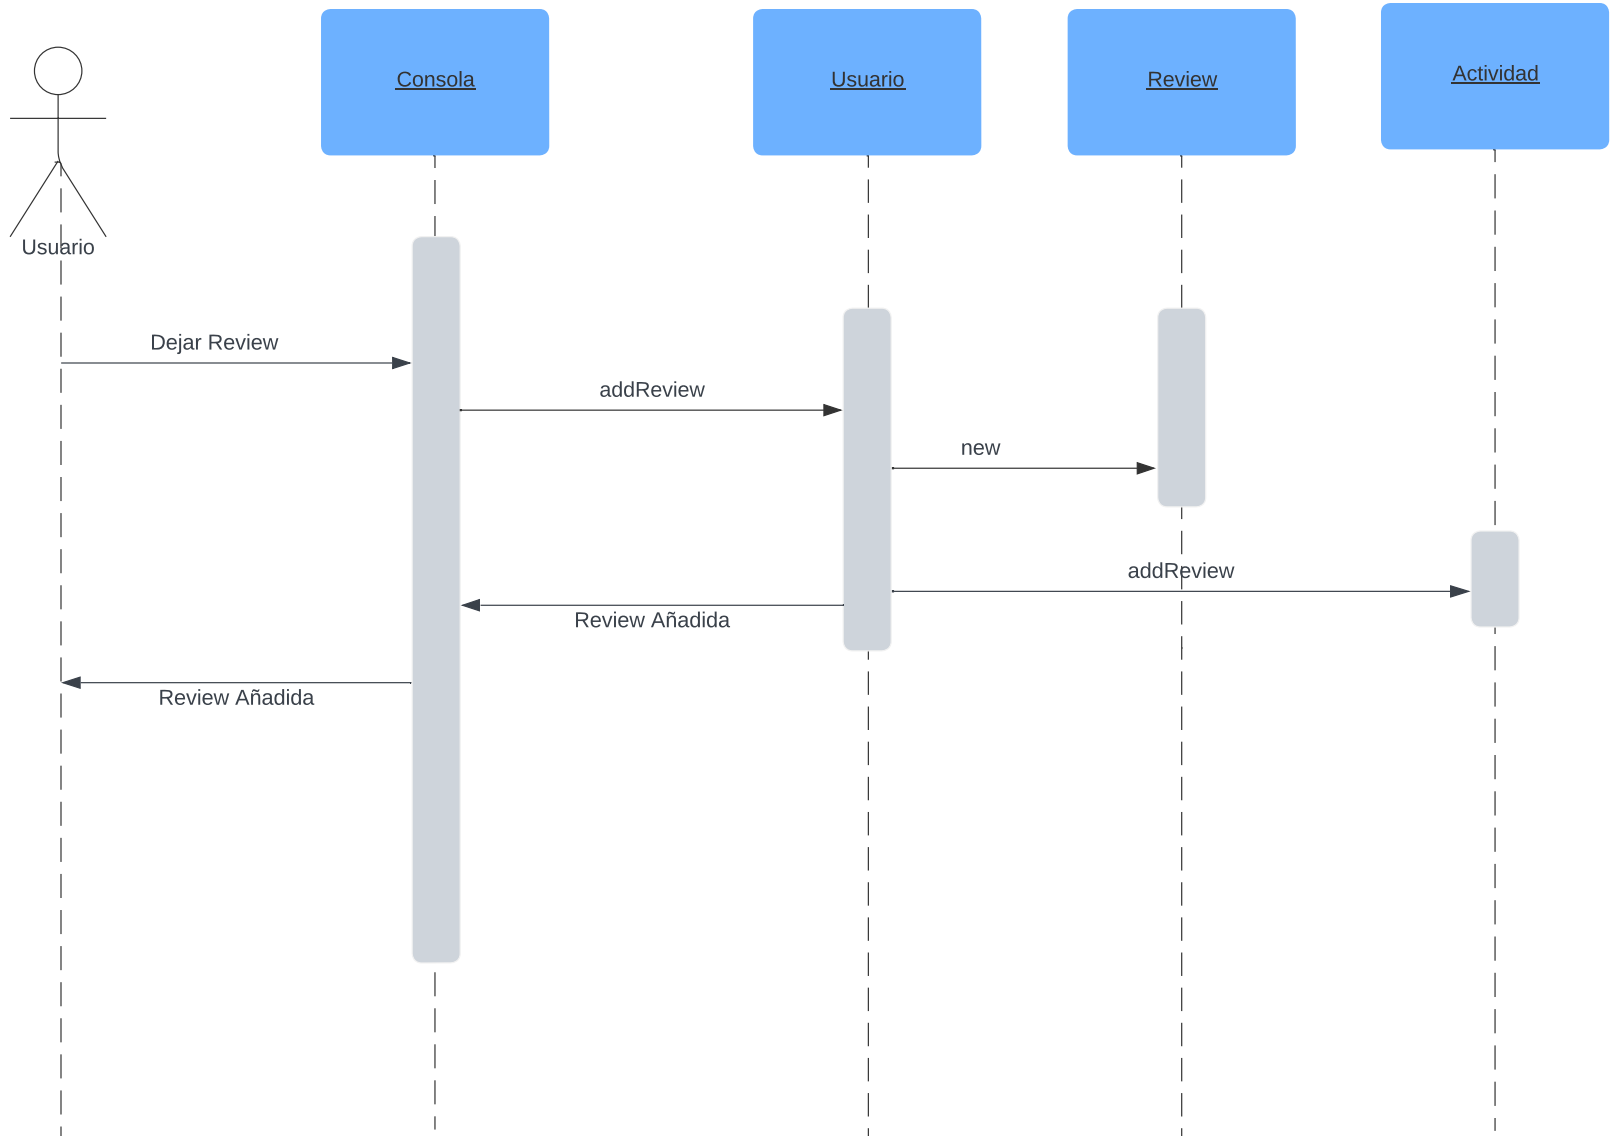 Consola
Usuario
Review
Actividad
Usuario
Dejar Review
addReview
new
addReview
Review Añadida
Review Añadida